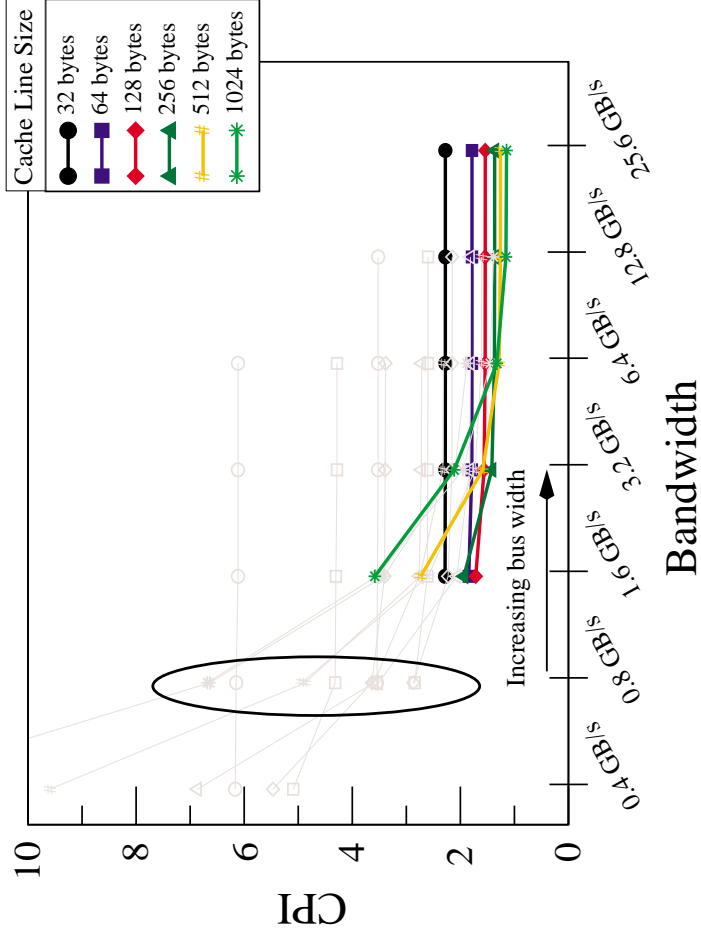 Cache Line Size
32 bytes
64 bytes
128 bytes
256 bytes
512 bytes
1024 bytes
10
8
6
4
2
0
CPI
Increasing bus width
0.4 GB/s
0.8 GB/s
1.6 GB/s
3.2 GB/s
6.4 GB/s
12.8 GB/s
25.6 GB/s
Bandwidth